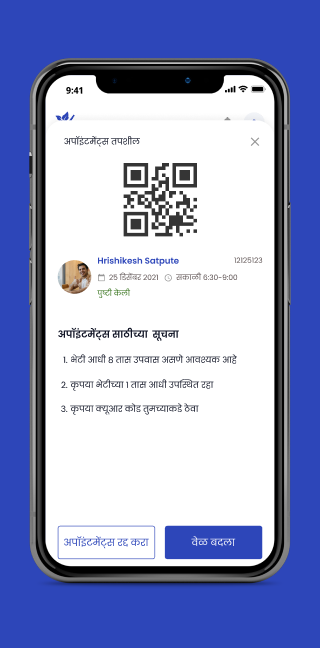 9:41
अपॉइंटमेंट्स तपशील
Hrishikesh Satpute 12125123
25 डिसेंबर 2021 सकाळी 6:30-9:00
पुष्टी केली
अपॉइंटमेंट्स साठीच्या सूचना
1. भेटी आधी 8 तास उपवास असणे आवश्यक आहे
2. कृपया भेटीच्या 1 तास आधी उपस्थित रहा
3. कृपया क्यूआर कोड तुमच्याकडे ठेवा
अपॉइंटमेंट्स रद्द करा वेळ बदला